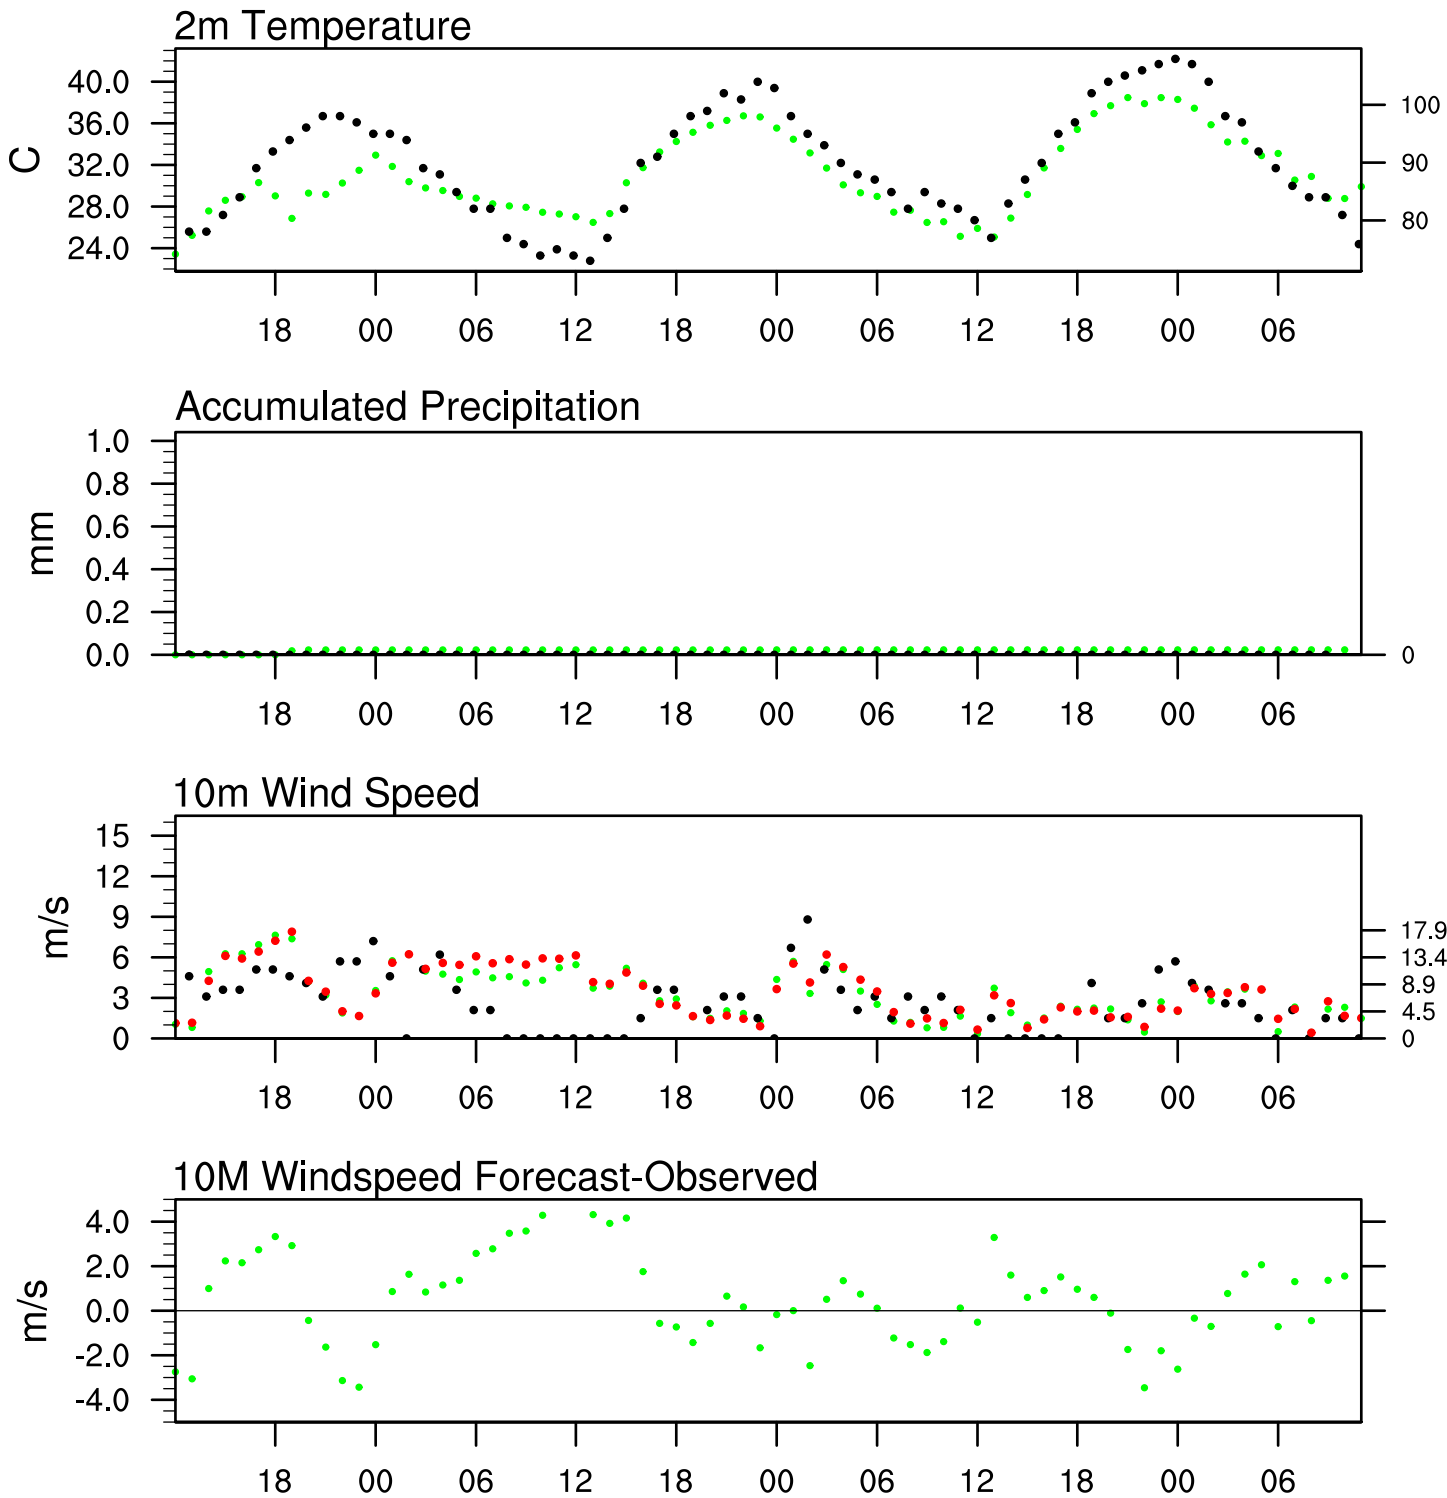 2m Temperature
40.0
36.0
32.0
28.0
24.0
C
100
90
80
18 00 06 12 18 00 06 12 18 00 06
Accumulated Precipitation
1.0
0.8
0.6
0.4
0.2
0.0
mm
0
18 00 06 12 18 00 06 12 18 00 06
10m Wind Speed
15
12
9
6
3
0
m/s
17.9
13.4
8.9
4.5
0
18 00 06 12 18 00 06 12 18 00 06
10M Windspeed Forecast-Observed
4.0
2.0
0.0
-2.0
-4.0
m/s
18 00 06 12 18 00 06 12 18 00 06